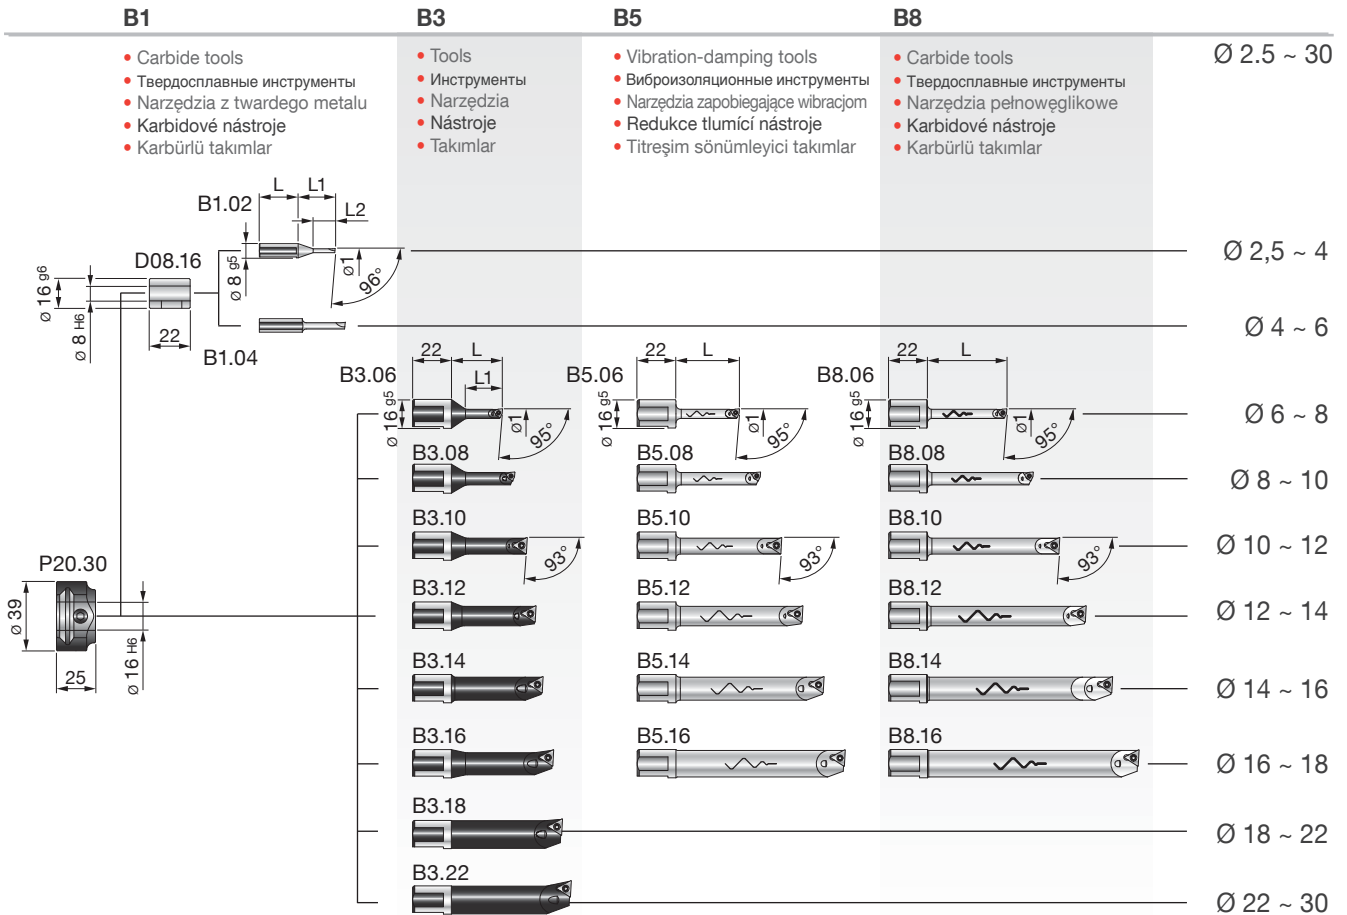 B1 B3 B5 B8
Ø 2.5 ~ 30
• Carbide tools
• Твердосплавные инструменты
• Narzędzia z twardego metalu
• Karbidové nástroje
• Karbürlü takımlar
• Tools
• Инструменты
• Narzędzia
• Nástroje
• Takımlar
• Vibration-damping tools
• Виброизоляционные инструменты
• Narzędzia zapobiegające wibracjom
• Redukce tlumící nástroje
• Titreşim sönümleyici takımlar
• Carbide tools
• Твердосплавные инструменты
• Narzędzia pełnowęglikowe
• Karbidové nástroje
• Karbürlü takımlar
L L1
B1.02 L2
D08.16
ø 16 g6
ø 8 H6
22
ø 8 g5
ø1
96°
Ø 2,5 ~ 4
B1.04
Ø 4 ~ 6
22 L
L1
B3.06
ø 16 g5
ø1
95°
22 L
B5.06
ø 16 g5
ø1
95°
22 L
B8.06
ø 16 g5
ø1
95°
Ø 6 ~ 8
B3.08 B5.08 B8.08
Ø 8 ~ 10
B3.10 B5.10 B8.10
93° 93° 93°
Ø 10 ~ 12
P20.30
ø 39
25
ø 16 H6
B3.12 B5.12 B8.12
Ø 12 ~ 14
B3.14 B5.14 B8.14
Ø 14 ~ 16
B3.16 B5.16 B8.16
Ø 16 ~ 18
B3.18
Ø 18 ~ 22
B3.22
Ø 22 ~ 30